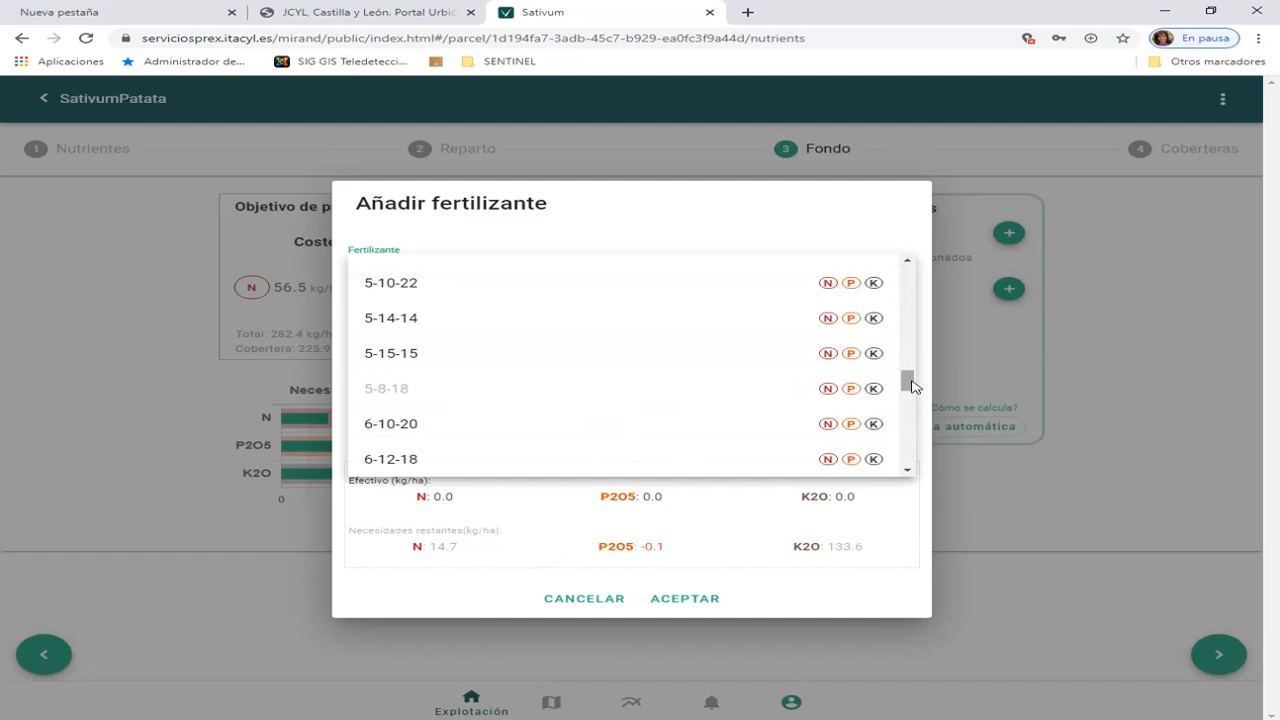 Nueva pestaña
JCYL, Castilla y León. Portal Urbi
Sativum
serviciosprex.itacyl.es/mirand/public/index.html#/parcel/1d194fa7-3adb-45c7-b929-ea0fc3f9a44d/nutrients
En pausa
Aplicaciones
Administrador de...
SIG GIS Teledetecci...
SENTINEL
Otros marcadores
SativumPatata
1 Nutrientes
2 Reparto
3 Fondo
4 Coberteras
Objetivo de p
Coste
N 56.5 kg/h
Total: 282.4 kg/h
Cobertera: 225.9
Neces
N
P2O5
K2O
0
s
onados
Cómo se calcula?
a automática
Añadir fertilizante
Fertilizante
5-10-22 N P K
5-14-14 N P K
5-15-15 N P K
5-8-18 N P K
6-10-20 N P K
6-12-18 N P K
Efectivo (kg/ha):
N: 0.0 P2O5: 0.0 K2O: 0.0
Necesidades restantes(kg/ha):
N: 14.7 P2O5: -0.1 K2O: 133.6
CANCELAR ACEPTAR
Explotación